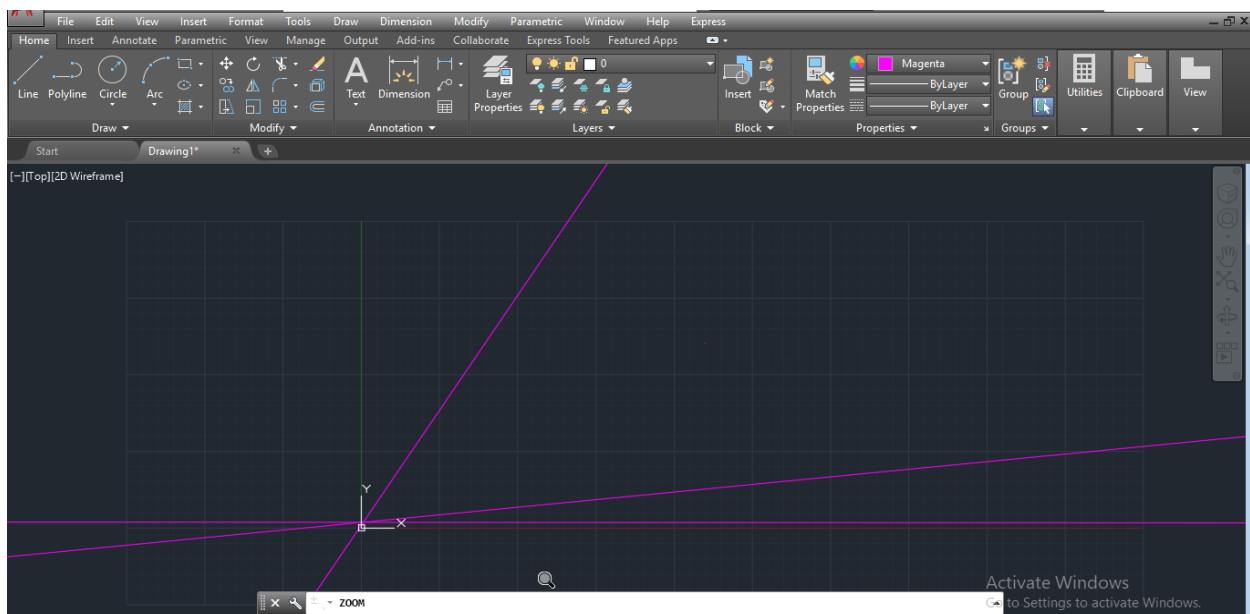 File Edit View Insert Format Tools Draw Dimension Modify Parametric Window Help Express
Home Insert Annotate Parametric View Manage Output Add-ins Collaborate Express Tools Featured Apps
0
Magenta
ByLayer
ByLayer
Line Polyline Circle Arc
Text Dimension
Layer
Properties
Insert
Match
Properties
Group
Utilities Clipboard View
Draw Modify Annotation Layers Block Properties Groups
Start Drawing1*
[−][Top][2D Wireframe]
Y
X
ZOOM
Activate Windows
to Settings to activate Windows.